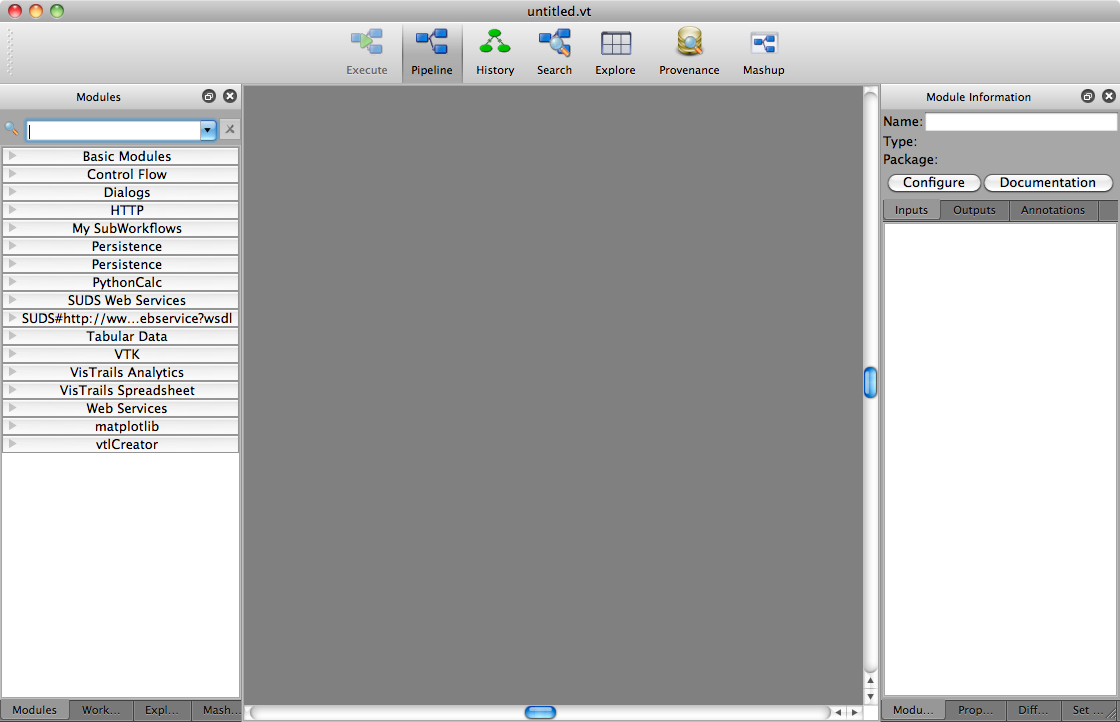 untitled.vt
Execute Pipeline History Search Explore Provenance Mashup
Modules
Basic Modules
Control Flow
Dialogs
HTTP
My SubWorkflows
Persistence
Persistence
PythonCalc
SUDS Web Services
SUDS#http://ww...ebservice?wsdl
Tabular Data
VTK
VisTrails Analytics
VisTrails Spreadsheet
Web Services
matplotlib
vtlCreator
Modules Work... Expl... Mash...
Module Information
Name:
Type:
Package:
Configure Documentation
Inputs Outputs Annotations
Modu... Prop... Diff... Set ...